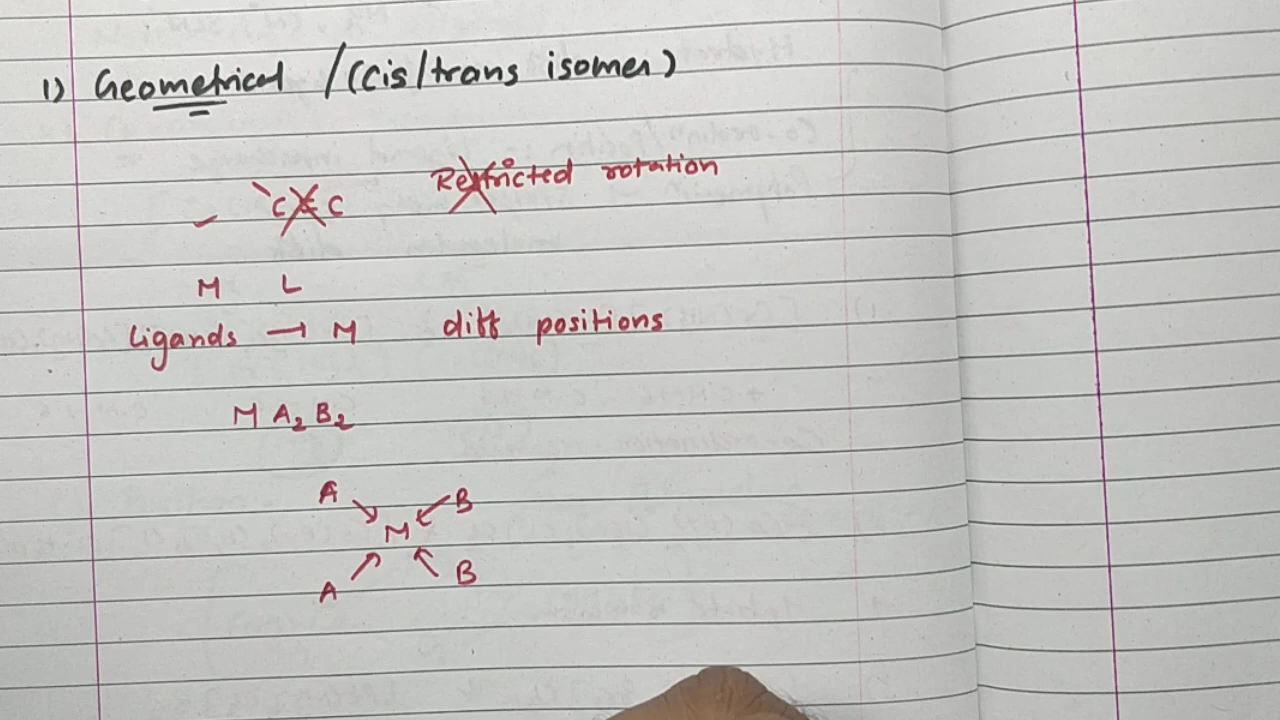 1) Geometrical /(cis/trans isomer)
C = C Restricted rotation
M L
ligands → M diff positions
M A₂ B₂
A B
M
A B